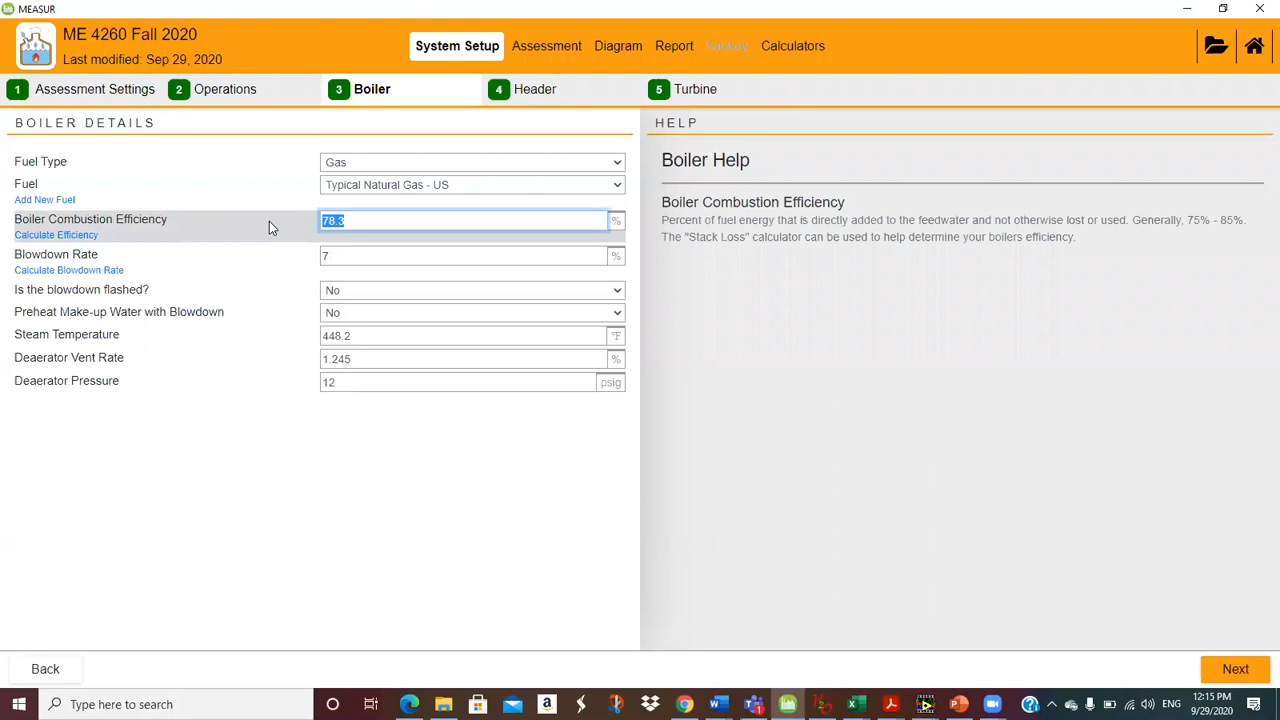 MEASUR
ME 4260 Fall 2020
Last modified: Sep 29, 2020
System Setup Assessment Diagram Report Sankey Calculators
1 Assessment Settings 2 Operations 3 Boiler 4 Header 5 Turbine
BOILER DETAILS
Fuel Type Gas
Fuel Typical Natural Gas - US
Add New Fuel
Boiler Combustion Efficiency 78.3 %
Calculate Efficiency
Blowdown Rate 7 %
Calculate Blowdown Rate
Is the blowdown flashed? No
Preheat Make-up Water with Blowdown No
Steam Temperature 448.2 °F
Deaerator Vent Rate 1.245 %
Deaerator Pressure 12 psig
HELP
Boiler Help
Boiler Combustion Efficiency
Percent of fuel energy that is directly added to the feedwater and not otherwise lost or used. Generally, 75% - 85%.
The "Stack Loss" calculator can be used to help determine your boilers efficiency.
Back Next
Type here to search
ENG
12:15 PM
9/29/2020